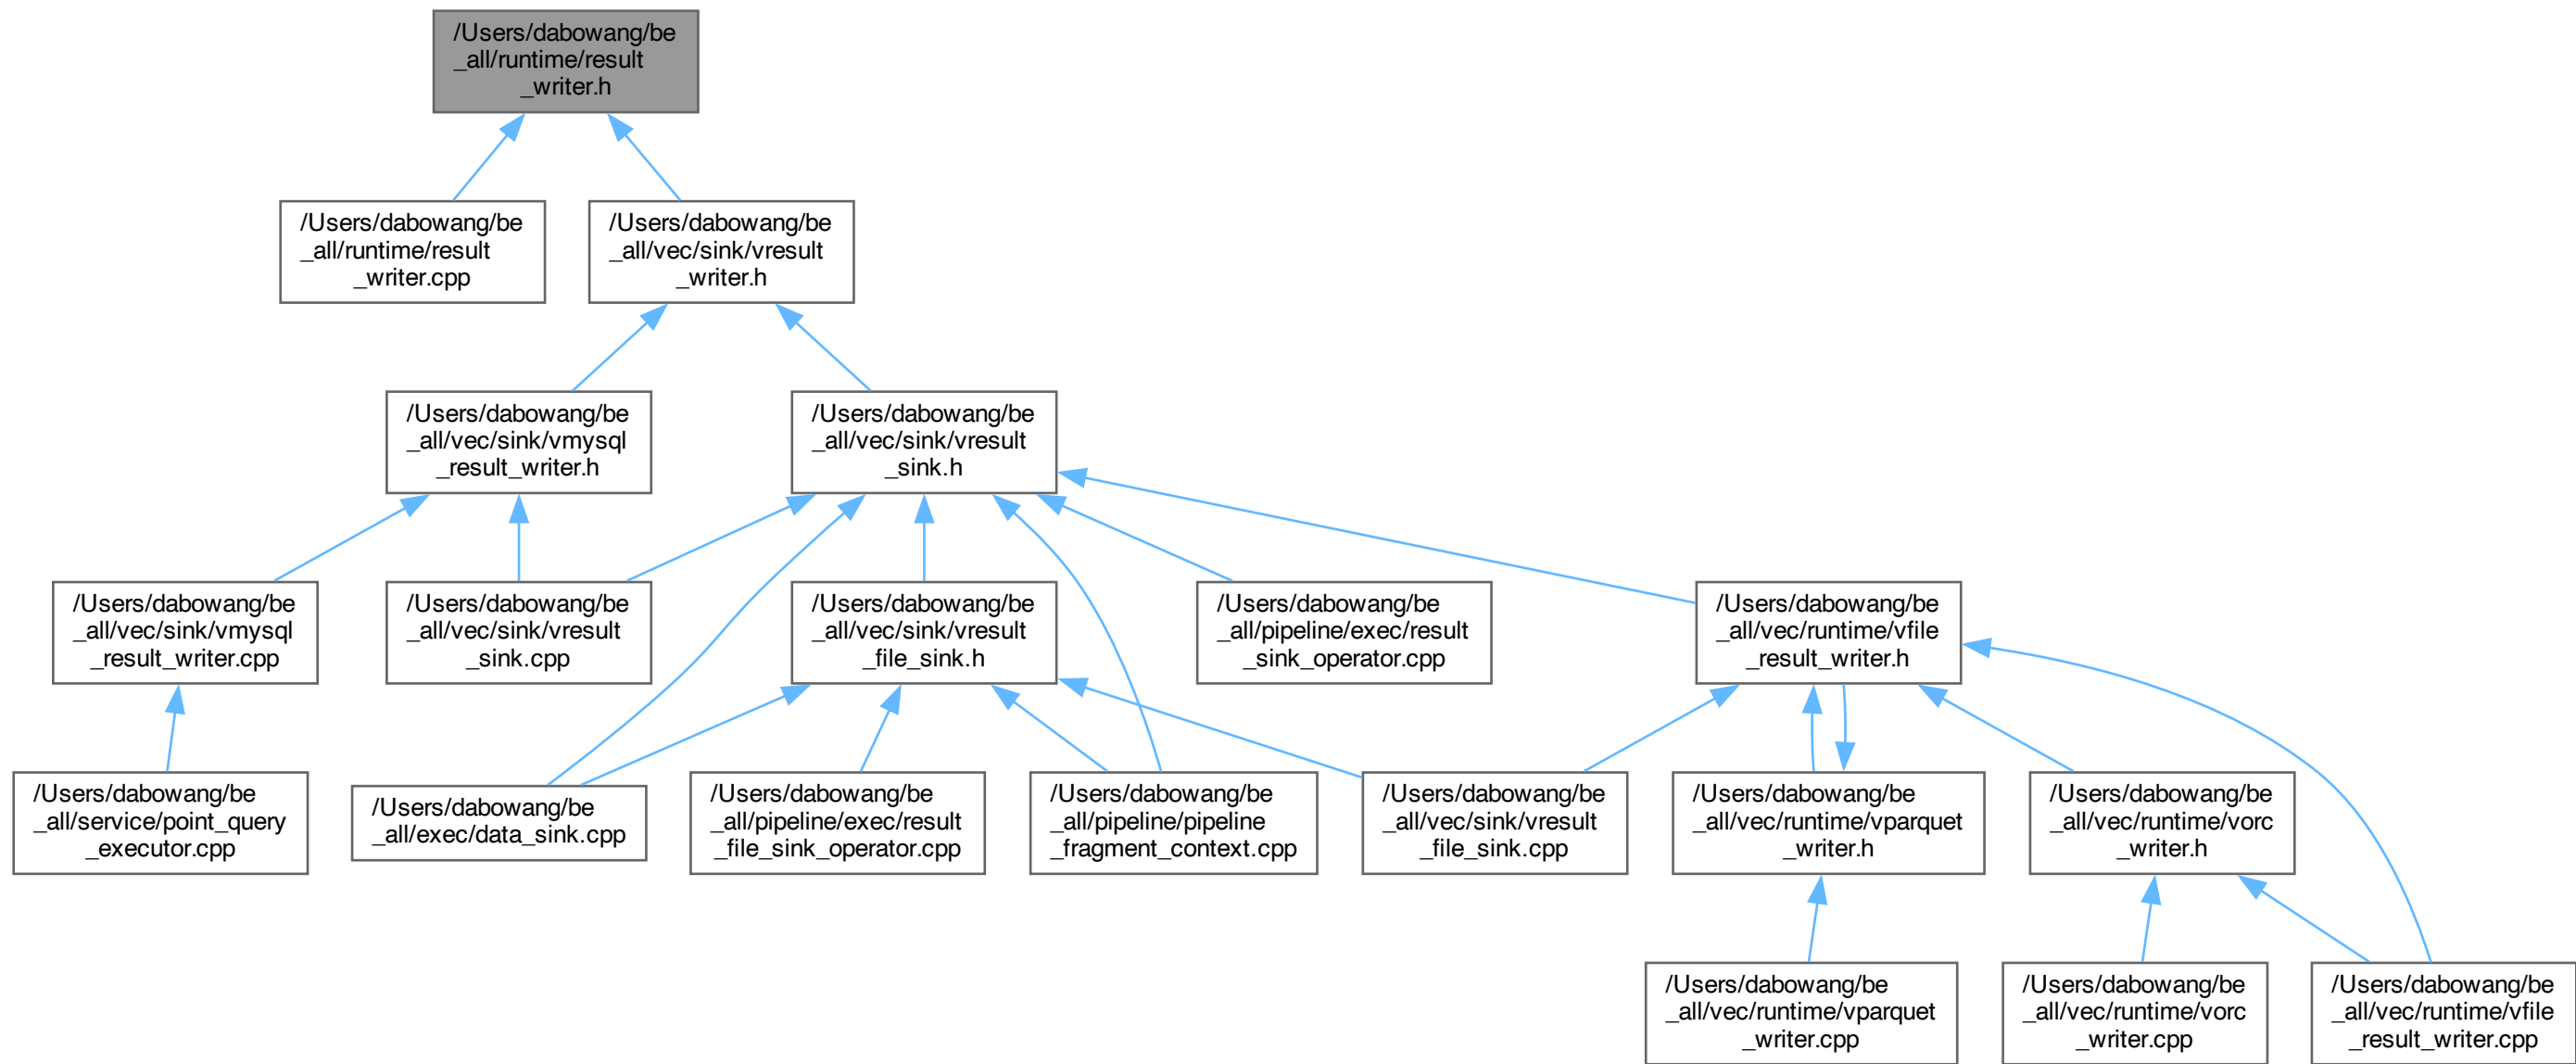 /Users/dabowang/be
_all/runtime/result
_writer.h
/Users/dabowang/be
_all/runtime/result
_writer.cpp
/Users/dabowang/be
_all/vec/sink/vresult
_writer.h
/Users/dabowang/be
_all/vec/sink/vmysql
_result_writer.h
/Users/dabowang/be
_all/vec/sink/vresult
_sink.h
/Users/dabowang/be
_all/vec/sink/vmysql
_result_writer.cpp
/Users/dabowang/be
_all/vec/sink/vresult
_sink.cpp
/Users/dabowang/be
_all/vec/sink/vresult
_file_sink.h
/Users/dabowang/be
_all/pipeline/exec/result
_sink_operator.cpp
/Users/dabowang/be
_all/vec/runtime/vfile
_result_writer.h
/Users/dabowang/be
_all/service/point_query
_executor.cpp
/Users/dabowang/be
_all/exec/data_sink.cpp
/Users/dabowang/be
_all/pipeline/exec/result
_file_sink_operator.cpp
/Users/dabowang/be
_all/pipeline/pipeline
_fragment_context.cpp
/Users/dabowang/be
_all/vec/sink/vresult
_file_sink.cpp
/Users/dabowang/be
_all/vec/runtime/vparquet
_writer.h
/Users/dabowang/be
_all/vec/runtime/vorc
_writer.h
/Users/dabowang/be
_all/vec/runtime/vparquet
_writer.cpp
/Users/dabowang/be
_all/vec/runtime/vorc
_writer.cpp
/Users/dabowang/be
_all/vec/runtime/vfile
_result_writer.cpp